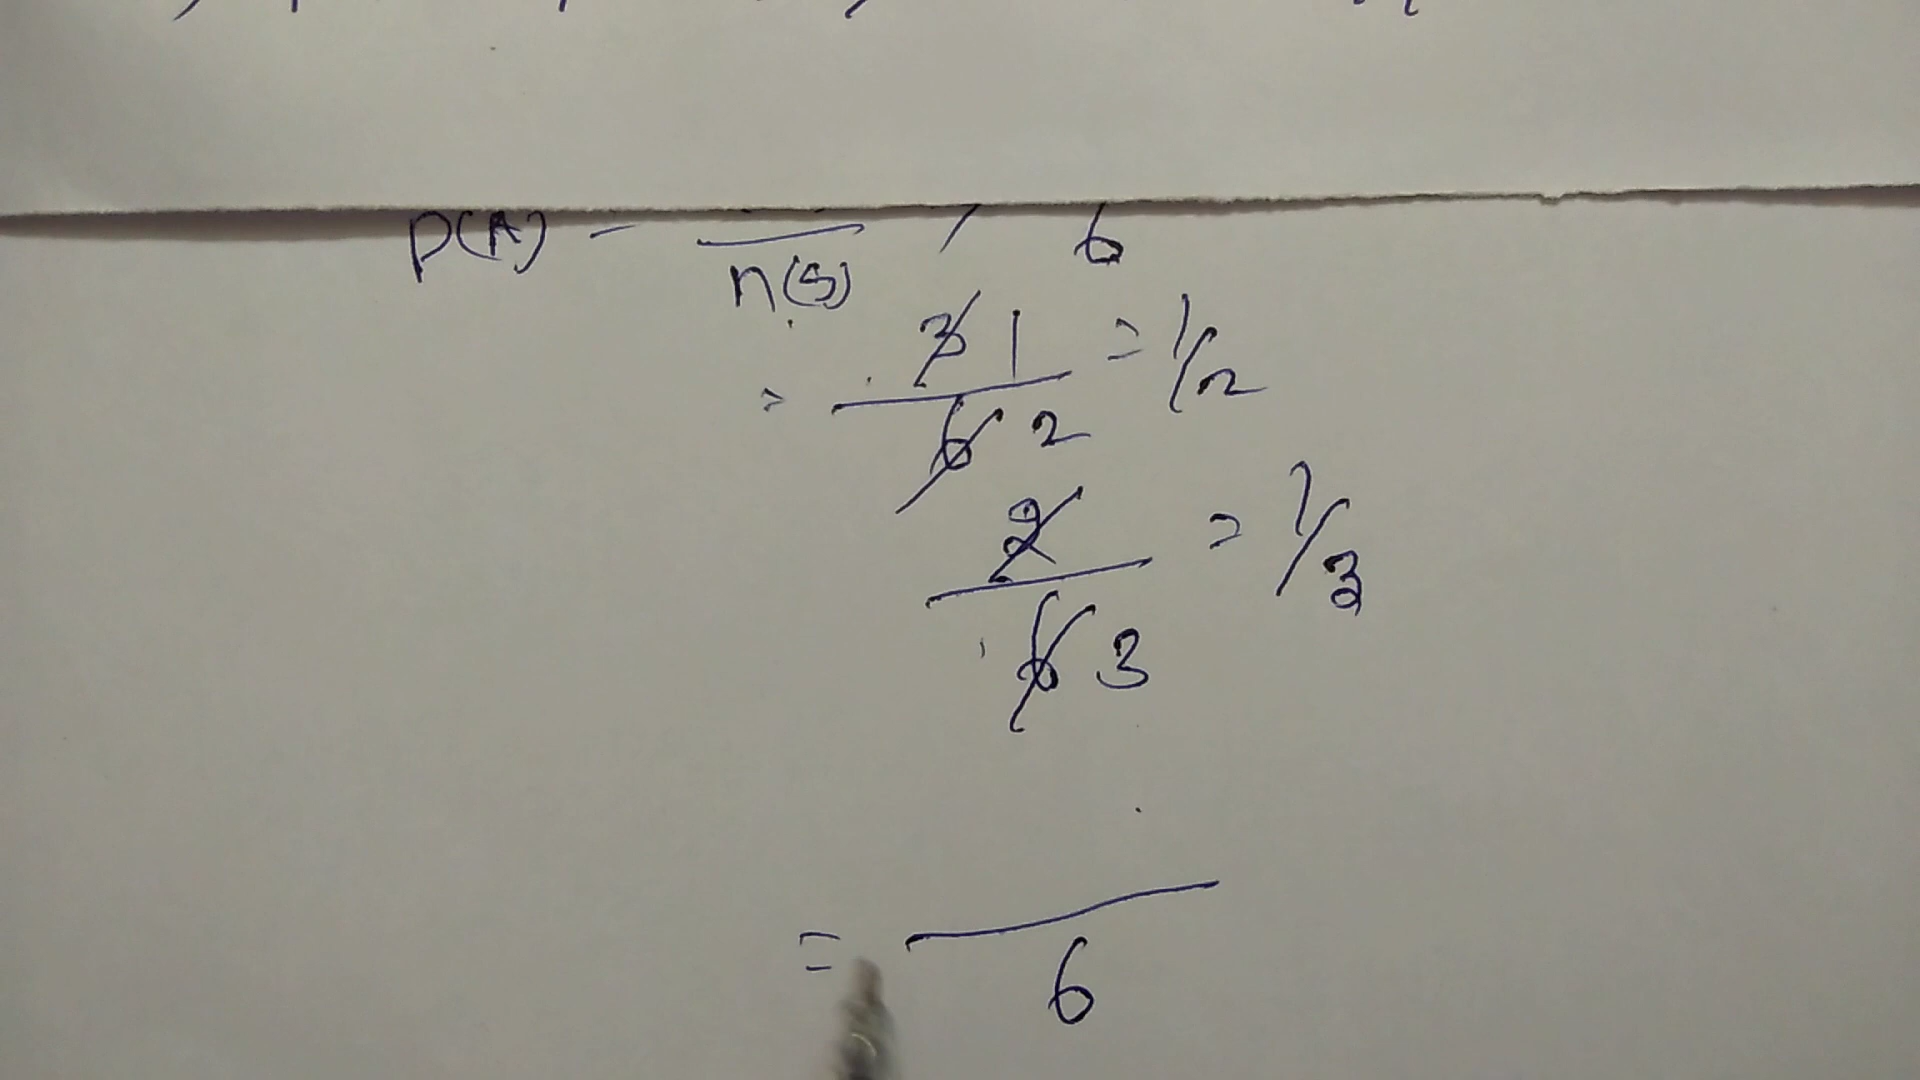 P(A) = ― / 6
n(S)
= 3 1 = 1/2
6 2
2 = 1/3
6 3
= ―
6